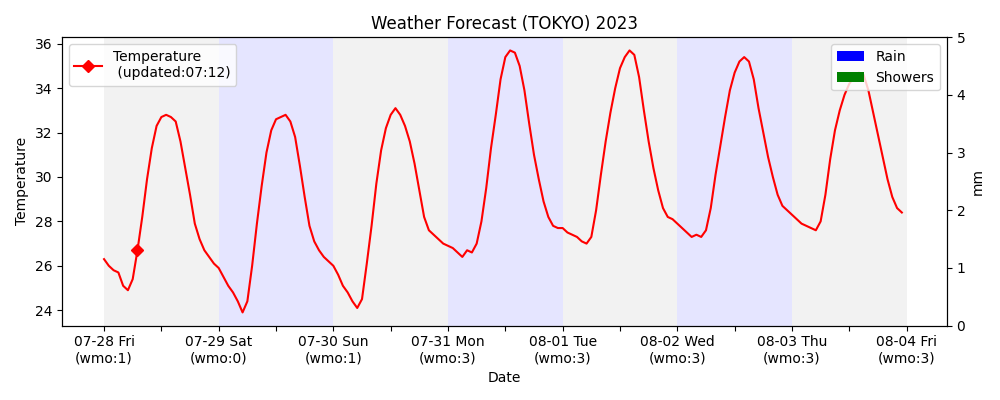 Weather Forecast (TOKYO) 2023
Temperature
(updated:07:12)
Rain
Showers
36
34
32
30
28
26
24
Temperature
5
4
3
2
1
0
mm
07-28 Fri
(wmo:1)
07-29 Sat
(wmo:0)
07-30 Sun
(wmo:1)
07-31 Mon
(wmo:3)
08-01 Tue
(wmo:3)
08-02 Wed
(wmo:3)
08-03 Thu
(wmo:3)
08-04 Fri
(wmo:3)
Date